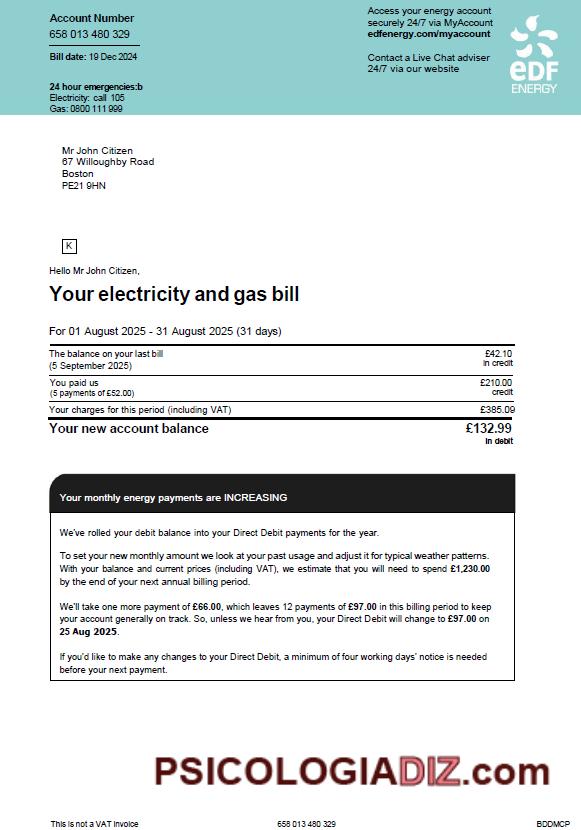 Account Number
658 013 480 329
Bill date: 19 Dec 2024
24 hour emergencies:b
Electricity: call 105
Gas: 0800 111 999
Access your energy account
securely 24/7 via MyAccount
edfenergy.com/myaccount
Contact a Live Chat adviser
24/7 via our website
eDF
ENERGY
Mr John Citizen
67 Willoughby Road
Boston
PE21 9HN
K
Hello Mr John Citizen,
Your electricity and gas bill
For 01 August 2025 - 31 August 2025 (31 days)
The balance on your last bill £42.10
(5 September 2025) in credit
You paid us £210.00
(5 payments of £52.00) credit
Your charges for this period (including VAT) £385.09
Your new account balance £132.99
in debit
Your monthly energy payments are INCREASING
We've rolled your debit balance into your Direct Debit payments for the year.
To set your new monthly amount we look at your past usage and adjust it for typical weather patterns.
With your balance and current prices (including VAT), we estimate that you will need to spend £1,230.00
by the end of your next annual billing period.
We'll take one more payment of £66.00, which leaves 12 payments of £97.00 in this billing period to keep
your account generally on track. So, unless we hear from you, your Direct Debit will change to £97.00 on
25 Aug 2025.
If you'd like to make any changes to your Direct Debit, a minimum of four working days' notice is needed
before your next payment.
PSICOLOGIADIZ.com
This is not a VAT invoice 658 013 480 329 BDDMCP